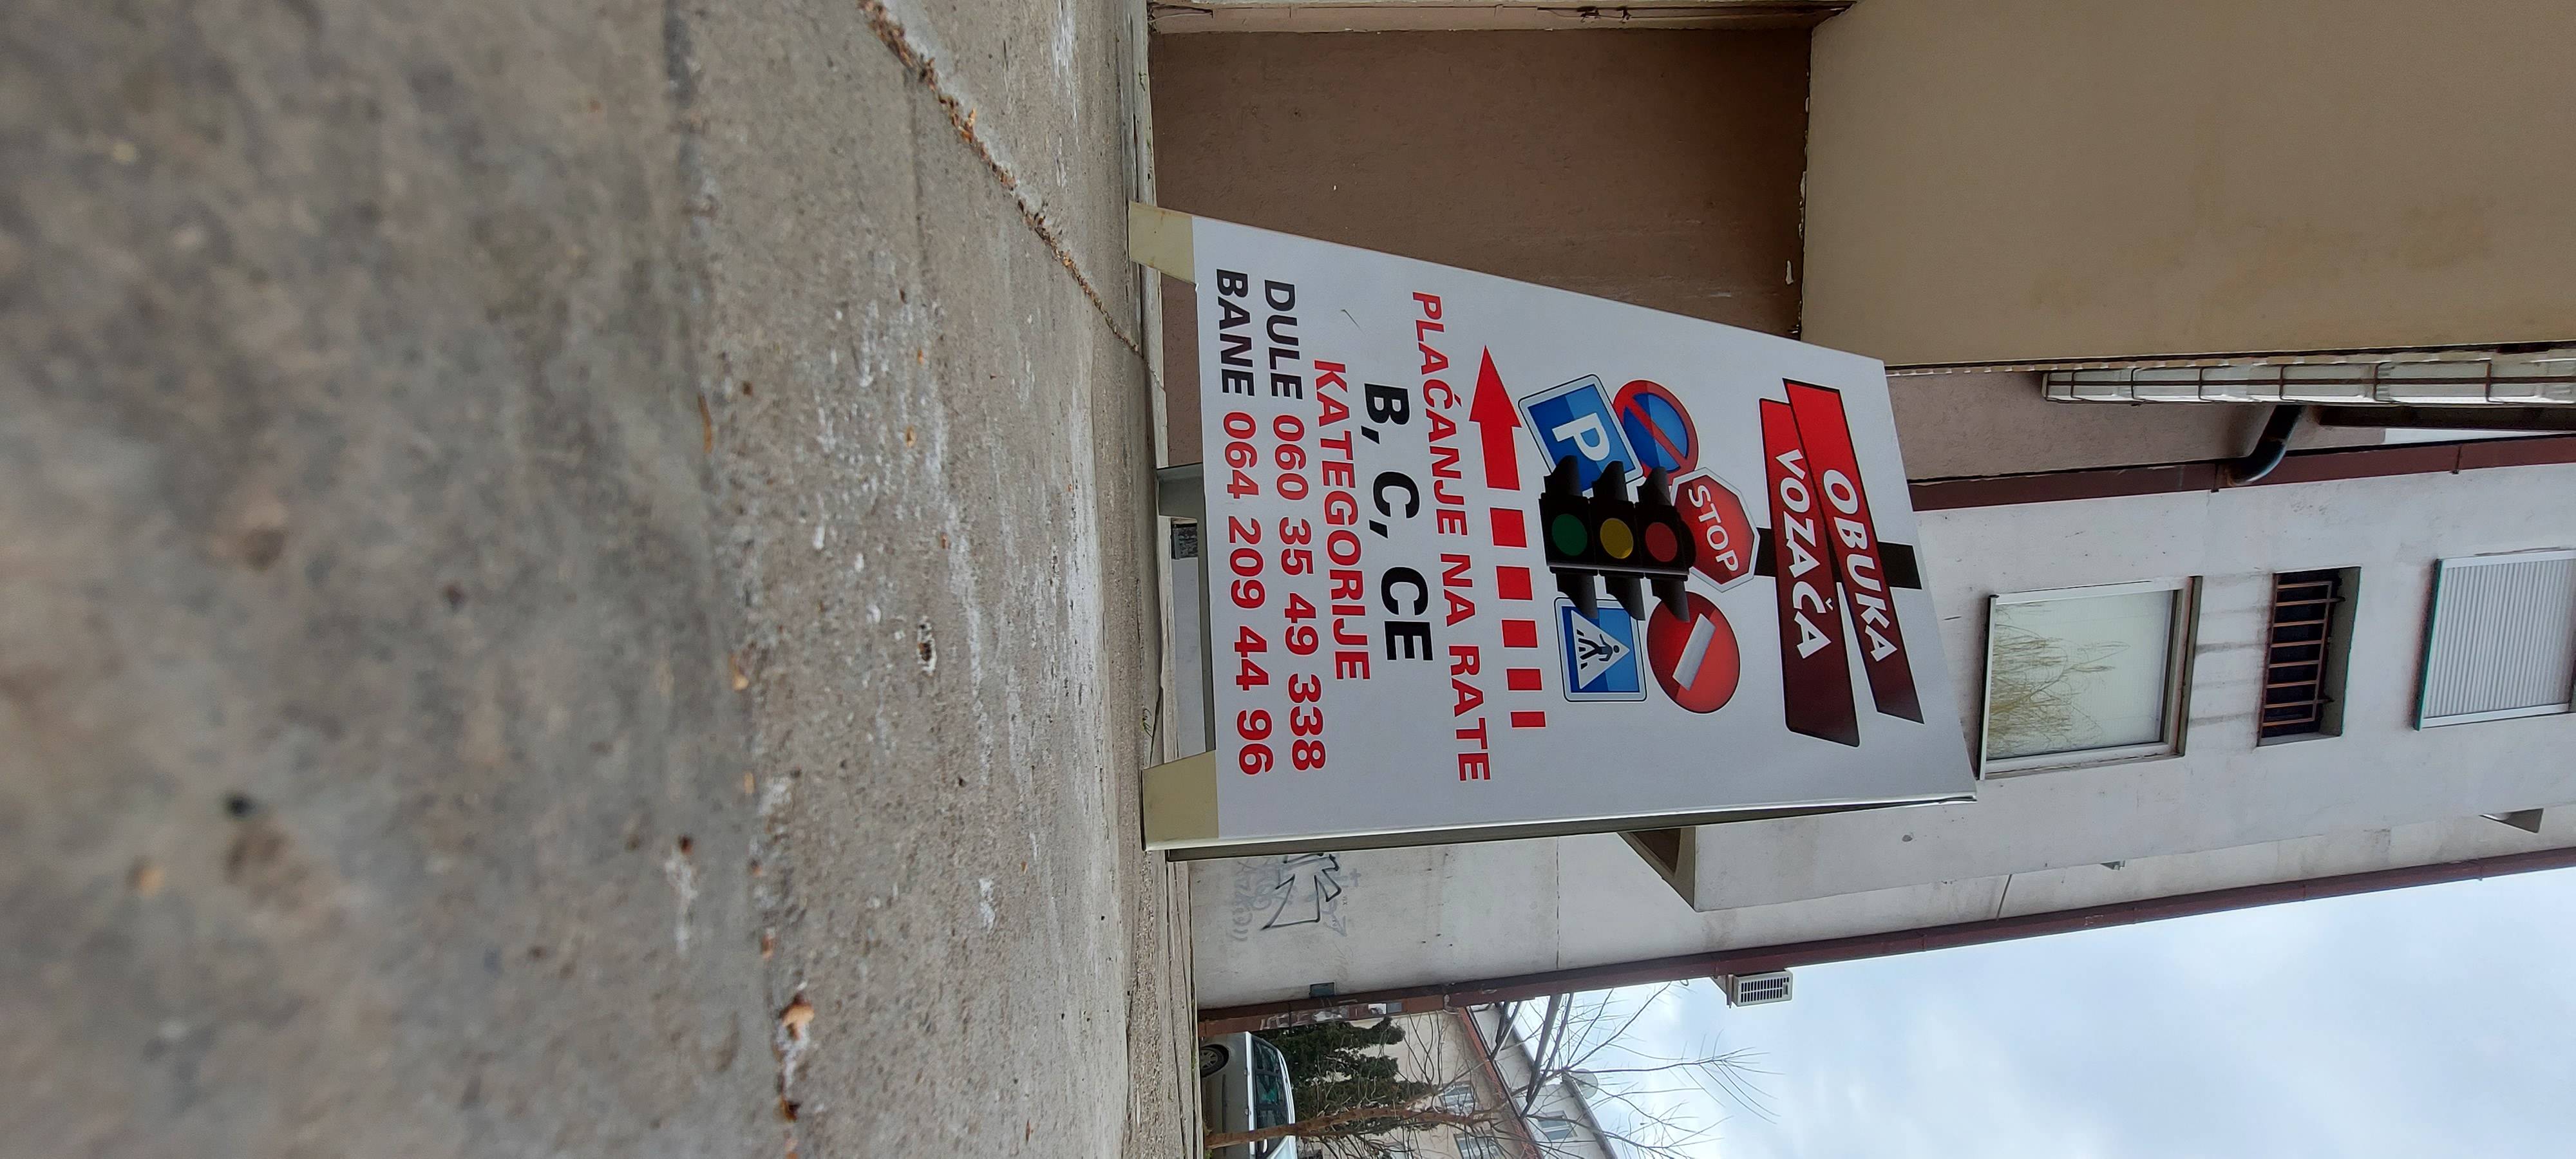 OBUKA
VOZAČA
STOP
P
PLAĆANJE NA RATE
B, C, CE
KATEGORIJE
DULE 060 35 49 338
BANE 064 209 44 96